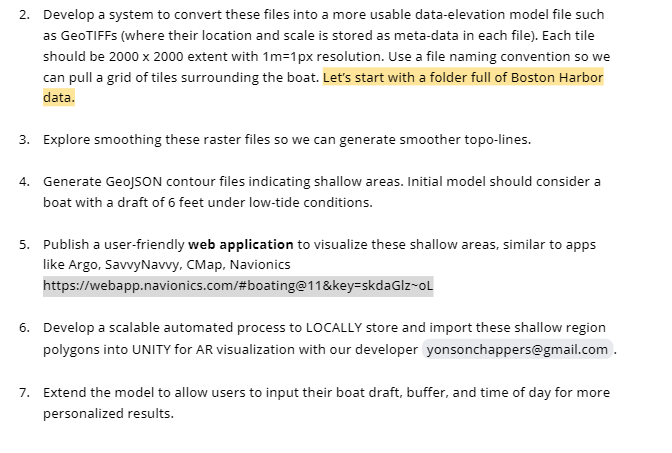 2. Develop a system to convert these files into a more usable data-elevation model file such
as GeoTIFFs (where their location and scale is stored as meta-data in each file). Each tile
should be 2000 x 2000 extent with 1m=1px resolution. Use a file naming convention so we
can pull a grid of tiles surrounding the boat. Let's start with a folder full of Boston Harbor
data.
3. Explore smoothing these raster files so we can generate smoother topo-lines.
4. Generate GeoJSON contour files indicating shallow areas. Initial model should consider a
boat with a draft of 6 feet under low-tide conditions.
5. Publish a user-friendly web application to visualize these shallow areas, similar to apps
like Argo, SavvyNavvy, CMap, Navionics
https://webapp.navionics.com/#boating@11&key=skdaGlz~oL
6. Develop a scalable automated process to LOCALLY store and import these shallow region
polygons into UNITY for AR visualization with our developer yonsonchappers@gmail.com .
7. Extend the model to allow users to input their boat draft, buffer, and time of day for more
personalized results.